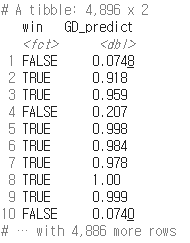 # A tibble: 4,896 x 2
win GD_predict
<fct> <dbl>
1 FALSE 0.0748
2 TRUE 0.918
3 TRUE 0.959
4 FALSE 0.207
5 TRUE 0.998
6 TRUE 0.984
7 TRUE 0.978
8 TRUE 1.00
9 TRUE 0.999
10 FALSE 0.0740
# … with 4,886 more rows